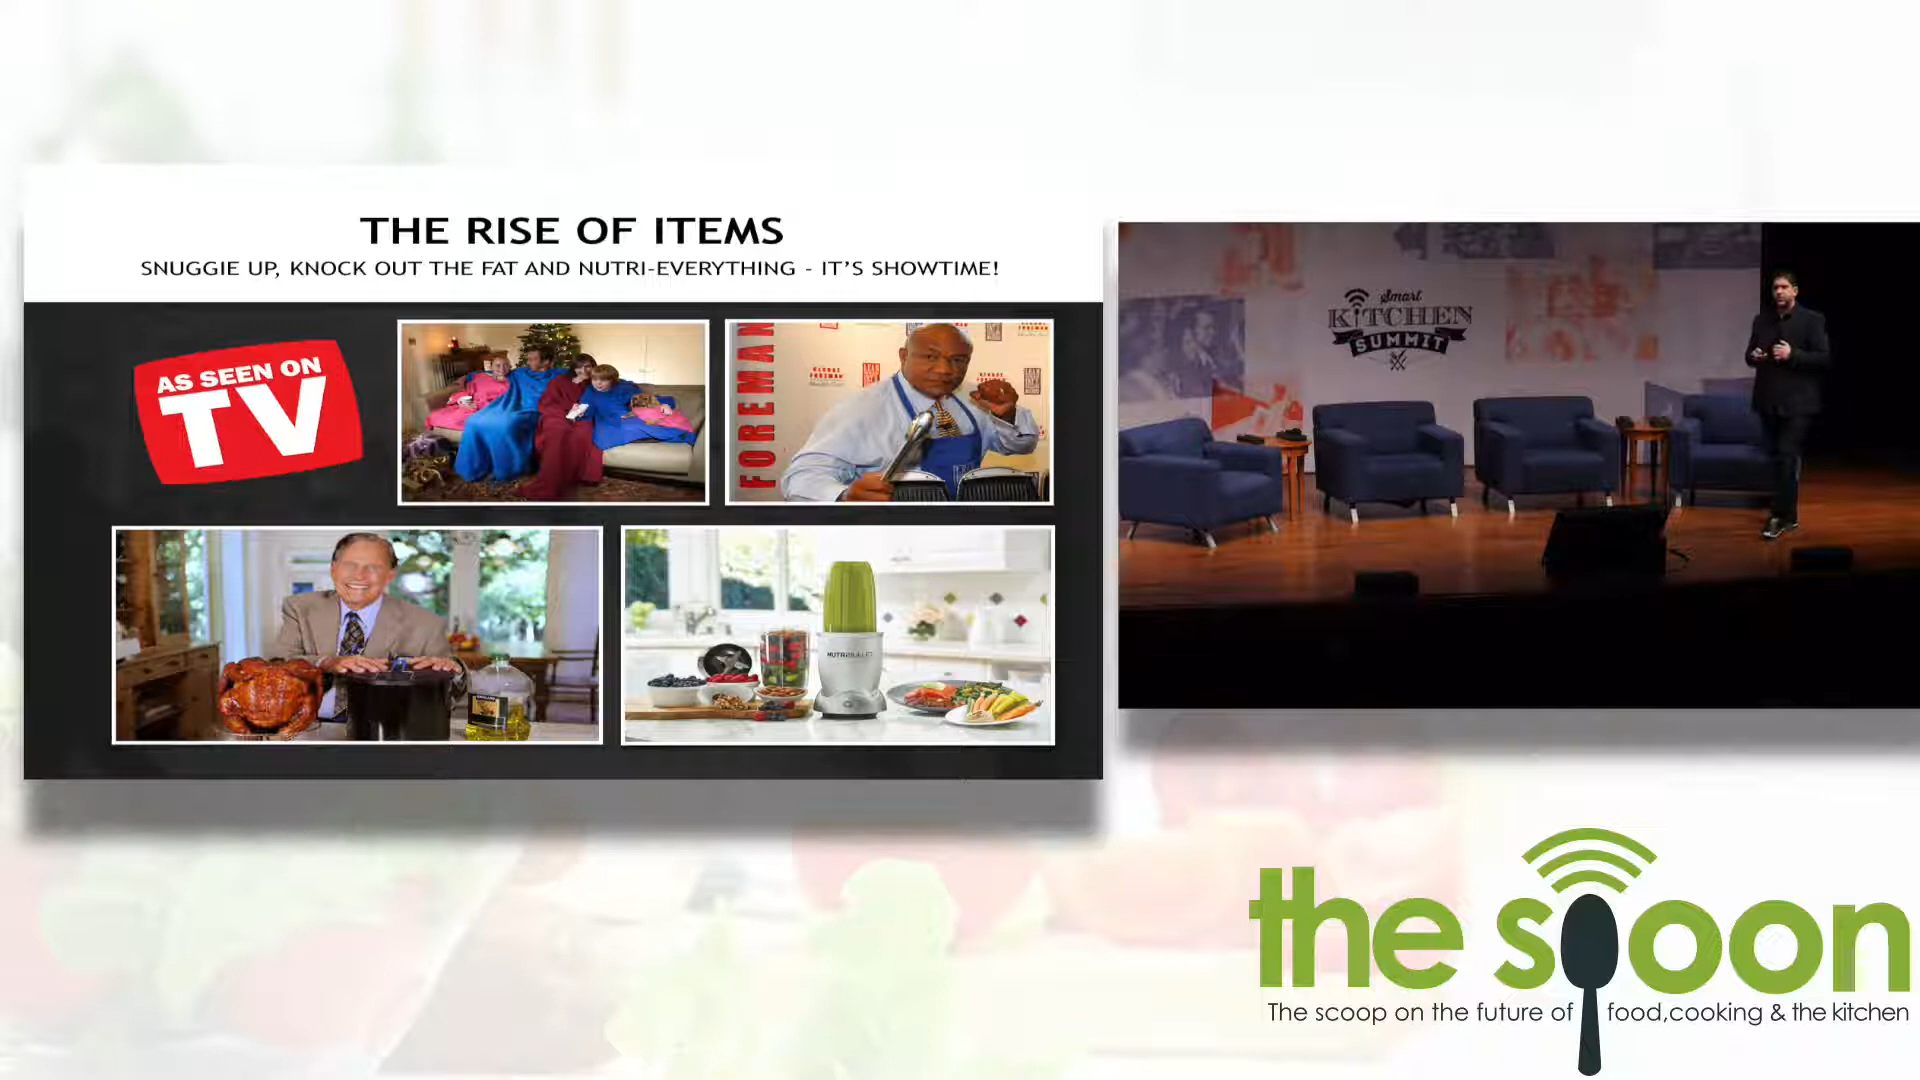 THE RISE OF ITEMS
SNUGGIE UP, KNOCK OUT THE FAT AND NUTRI-EVERYTHING - IT'S SHOWTIME!
AS SEEN ON
TV
FOREMAN
NUTRIBULLET
Smart
KITCHEN
SUMMIT
the spoon
The scoop on the future of food,cooking & the kitchen